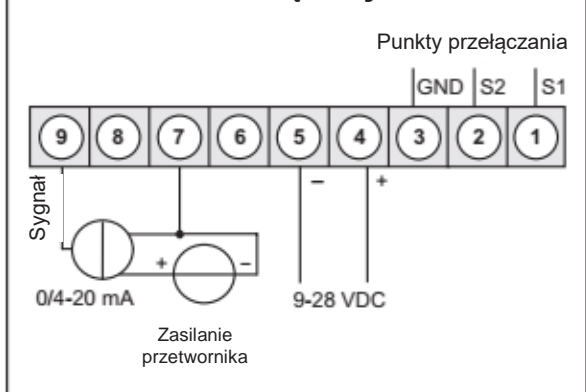 Punkty przełączania
GND S2 S1
9 8 7 6 5 4 3 2 1
Sygnał
– +
+ –
0/4-20 mA
9-28 VDC
Zasilanie
przetwornika